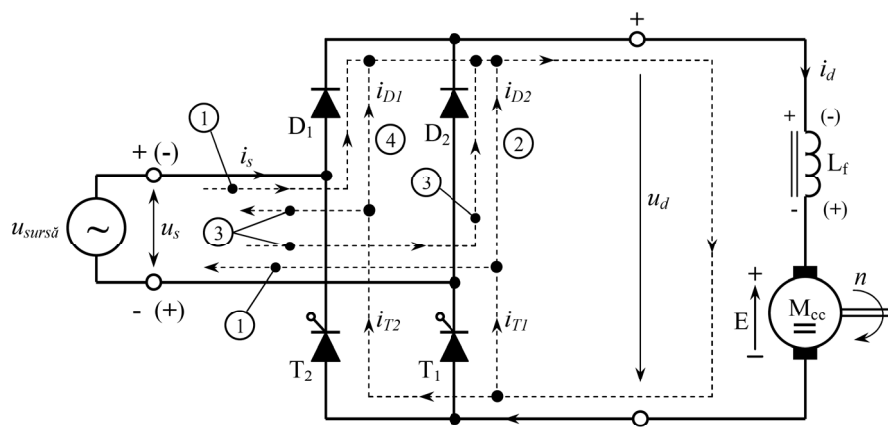 +
i_D1
i_D2
i_d
D₁
D₂
1
4
2
+ (-)
L_f
- (+)
+ (-)
i_s
3
u_d
u_sursă
~
u_s
3
- (+)
1
+
E
–
M_cc
n
i_T2
i_T1
T₂
T₁
-